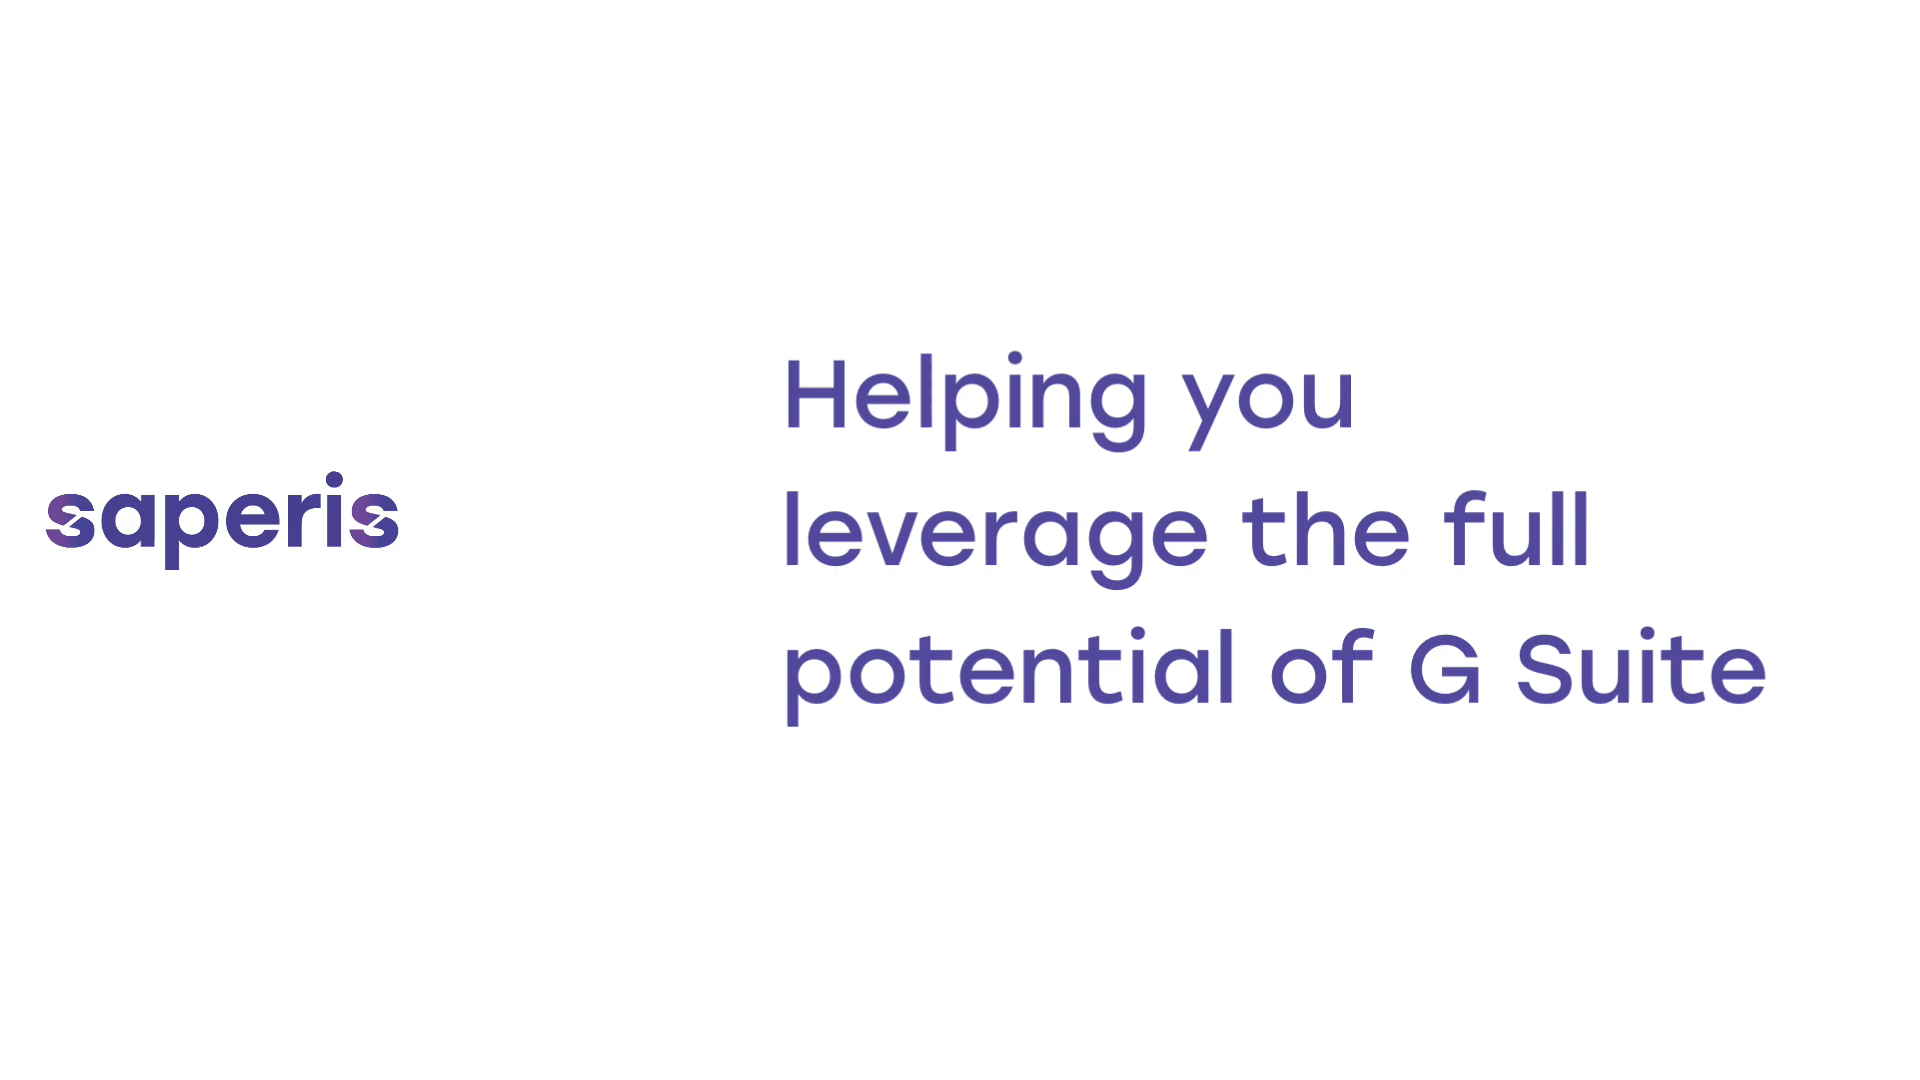 saperis
Helping you
leverage the full
potential of G Suite